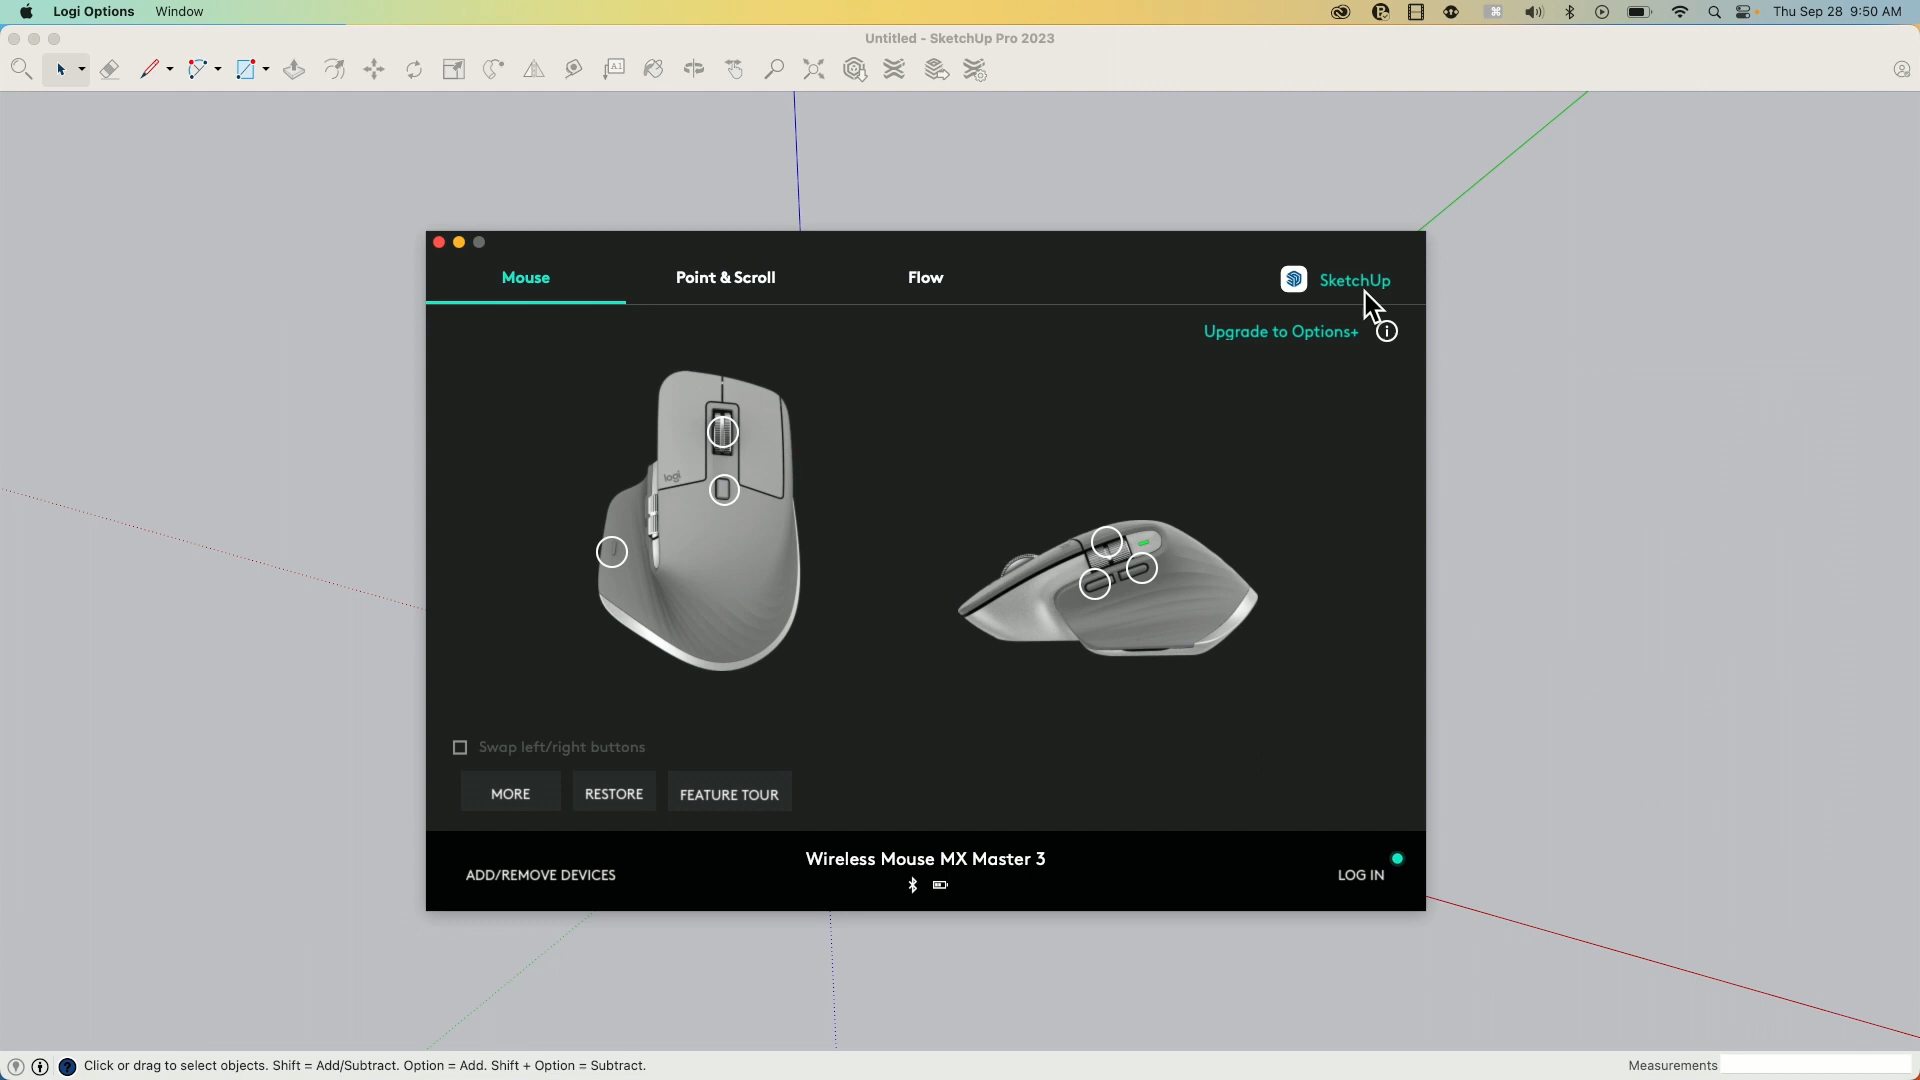 Logi Options Window Thu Sep 28 9:50 AM
Untitled - SketchUp Pro 2023
A1
Mouse Point & Scroll Flow SketchUp
Upgrade to Options+
logi
Swap left/right buttons
MORE RESTORE FEATURE TOUR
Wireless Mouse MX Master 3
ADD/REMOVE DEVICES LOG IN
Click or drag to select objects. Shift = Add/Subtract. Option = Add. Shift + Option = Subtract. Measurements